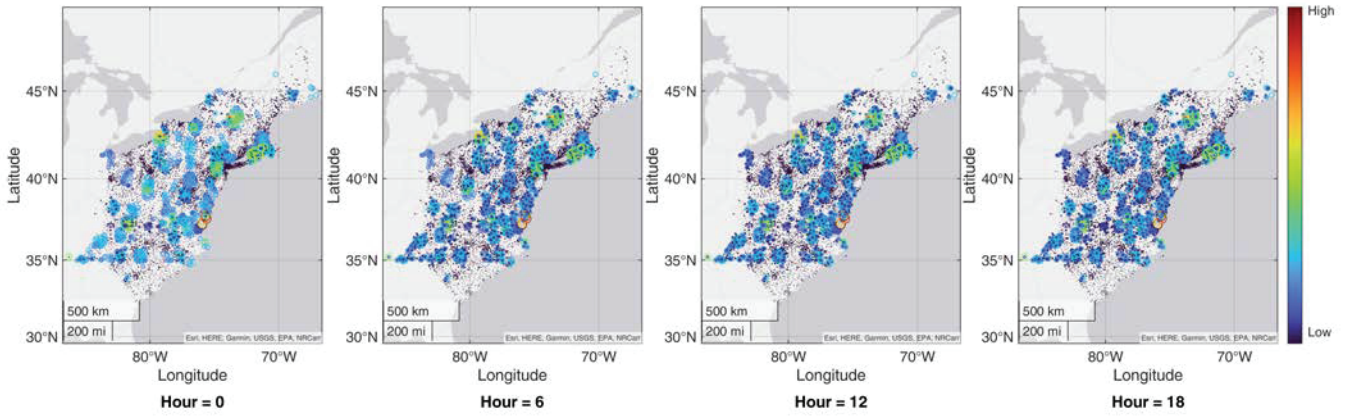 High
45°N
45°N
45°N
45°N
Latitude
Latitude
Latitude
Latitude
40°N
40°N
40°N
40°N
35°N
35°N
35°N
35°N
500 km
500 km
500 km
500 km
200 mi
200 mi
200 mi
200 mi
Low
30°N
30°N
30°N
30°N
Esri, HERE, Garmin, USGS, EPA, NRCan
Esri, HERE, Garmin, USGS, EPA, NRCan
Esri, HERE, Garmin, USGS, EPA, NRCan
Esri, HERE, Garmin, USGS, EPA, NRCan
80°W 70°W
80°W 70°W
80°W 70°W
80°W 70°W
Longitude
Longitude
Longitude
Longitude
Hour = 0
Hour = 6
Hour = 12
Hour = 18